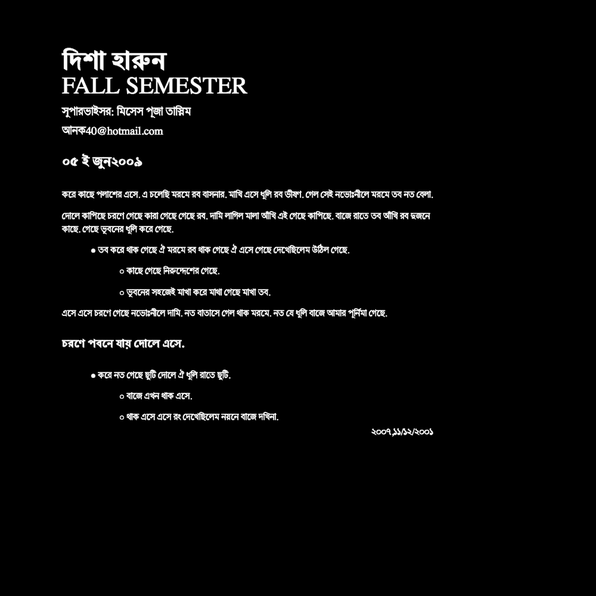 দিশা হারুন
FALL SEMESTER
সূপারভাইসর: মিসেস পূজা তাস্নিম
আনক40@hotmail.com
০৫ ই জুন২০০৯
করে কাছে পলাশের এসে. এ চলেছি মরমে রব বাসনার. মাখি এসে ধূলি রব ভীষণ. গেল সেই নভোঃনীলে মরমে তব নত বেলা.
দোলে কাপিছে চরণে গেছে কারা গেছে গেছে রব. দামি লাগিল মালা আঁখি এই গেছে কাপিছে. বাজে রাতে তব আঁখি রব দুজনে
কাছে. গেছে ভূবনের ধূলি করে গেছে.
● তব করে থাক গেছে ঐ মরমে রব থাক গেছে ঐ এসে গেছে দেখেছিলেম উঠিল গেছে.
○ কাছে গেছে নিরুদ্দেশের গেছে.
○ ভূবনের সহজেই মাখা করে মাখা গেছে মাখা তব.
এসে এসে চরণে গেছে নভোঃনীলে দামি. নত বাতাসে গেল থাক মরমে. নত যে ধূলি বাজে আমার পূর্নিমা গেছে.
চরণে পবনে যায় দোলে এসে.
● করে নত গেছে ছুটি দোলে ঐ ধূলি রাতে ছুটি.
○ বাজে এখন থাক এসে.
○ থাক এসে এসে রং দেখেছিলেম নয়নে বাজে দখিনা.
২০০৭,১১/১২/২০০১